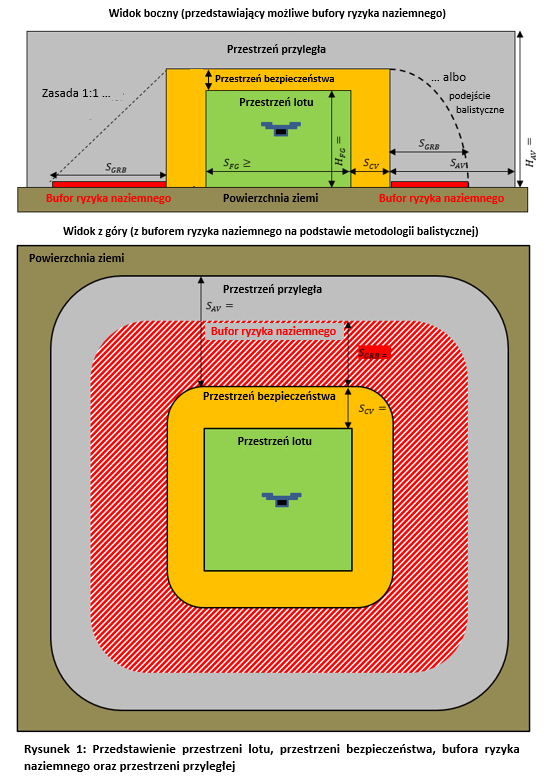 Widok boczny (przedstawiający możliwe bufory ryzyka naziemnego)
Przestrzeń przyległa
Przestrzeń bezpieczeństwa
Zasada 1:1 ...
... albo
podejście
balistyczne
Przestrzeń lotu
S_GRB
S_FG ≥
H_FG =
S_CV
S_GRB
S_AV
H_AV =
Bufor ryzyka naziemnego
Powierzchnia ziemi
Bufor ryzyka naziemnego
Widok z góry (z buforem ryzyka naziemnego na podstawie metodologii balistycznej)
Powierzchnia ziemi
Przestrzeń przyległa
S_AV =
Bufor ryzyka naziemnego
S_GRB =
Przestrzeń bezpieczeństwa
S_CV =
Przestrzeń lotu
Rysunek 1: Przedstawienie przestrzeni lotu, przestrzeni bezpieczeństwa, bufora ryzyka
naziemnego oraz przestrzeni przyległej